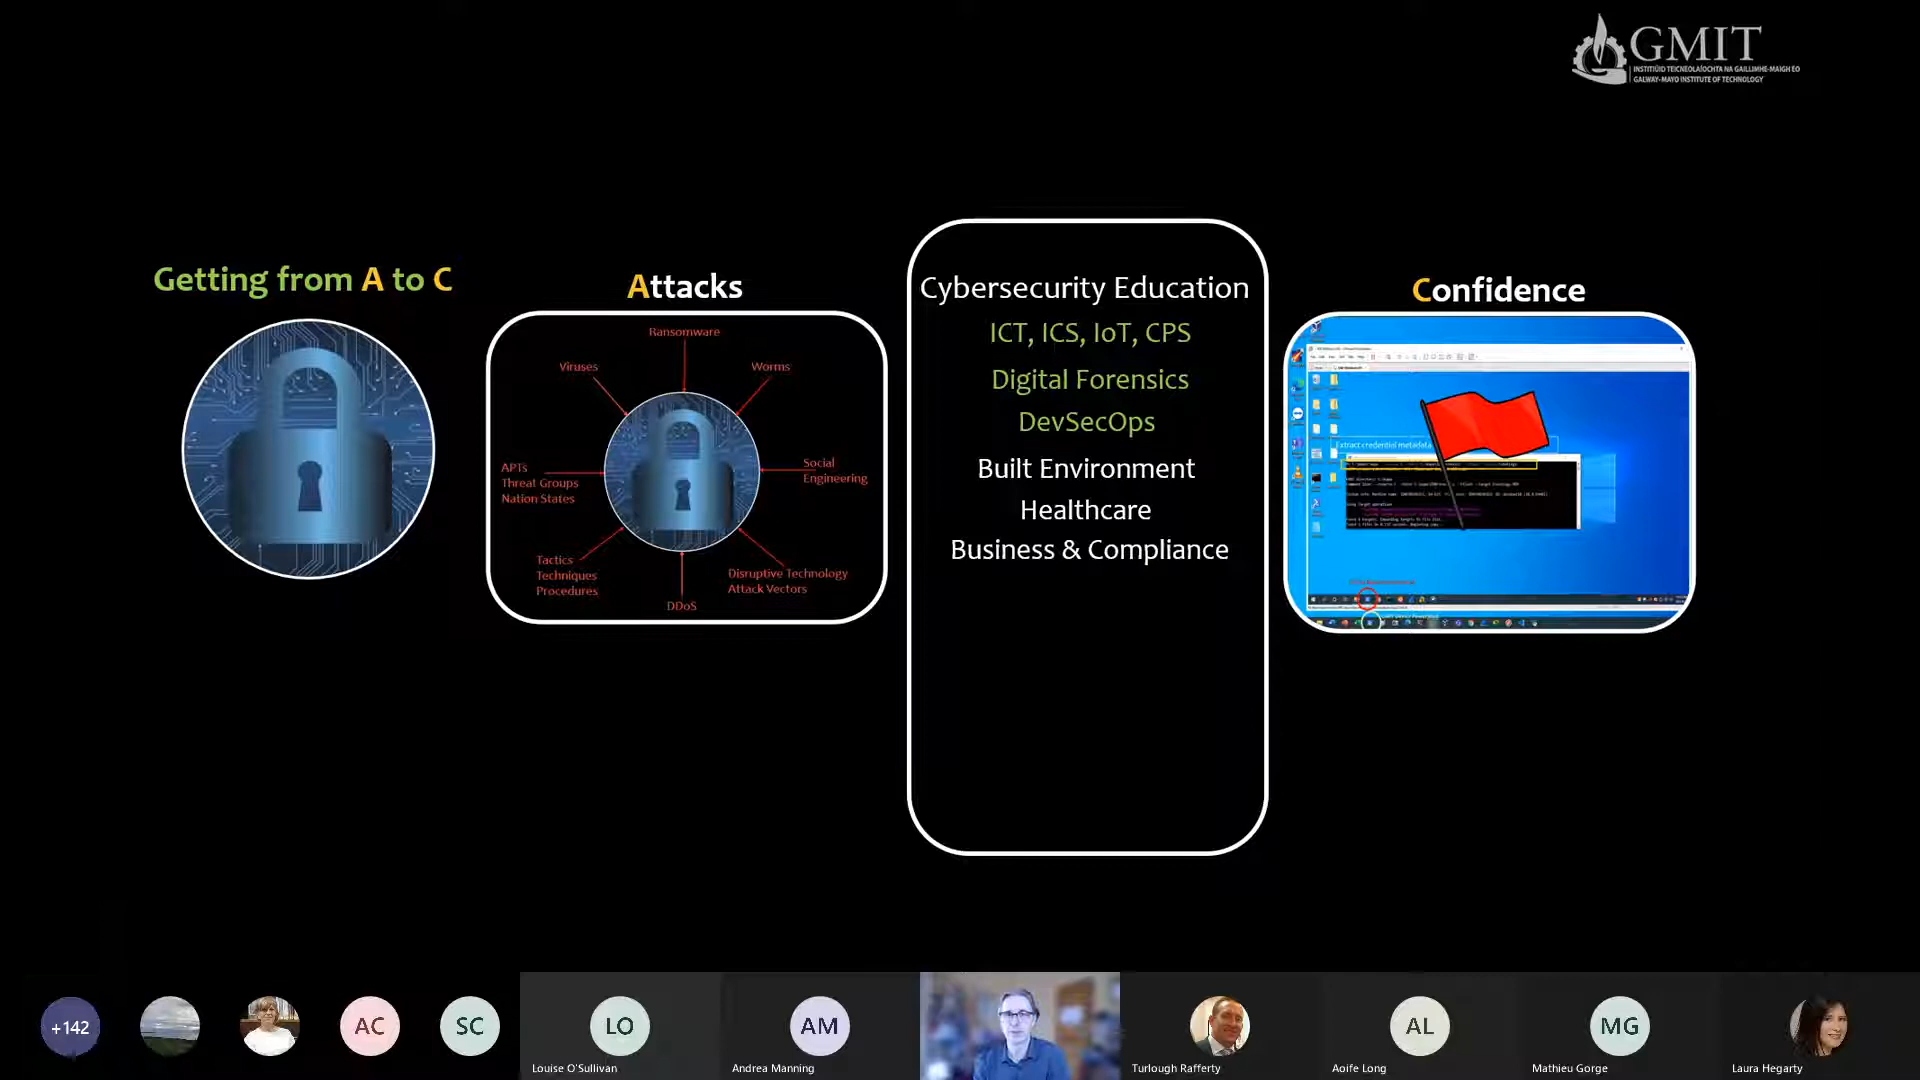 GMIT
INSTITIÚID TEICNEOLAÍOCHTA NA GAILLIMHE-MAIGH EO
GALWAY-MAYO INSTITUTE OF TECHNOLOGY
Getting from A to C
Attacks
Ransomware
Viruses
Worms
APTs
Threat Groups
Nation States
Social
Engineering
Tactics
Techniques
Procedures
Disruptive Technology
Attack Vectors
DDoS
Cybersecurity Education
ICT, ICS, IoT, CPS
Digital Forensics
DevSecOps
Built Environment
Healthcare
Business & Compliance
Confidence
Extract credential metadata
+142
AC
SC
LO
Louise O'Sullivan
AM
Andrea Manning
Turlough Rafferty
AL
Aoife Long
MG
Mathieu Gorge
Laura Hegarty